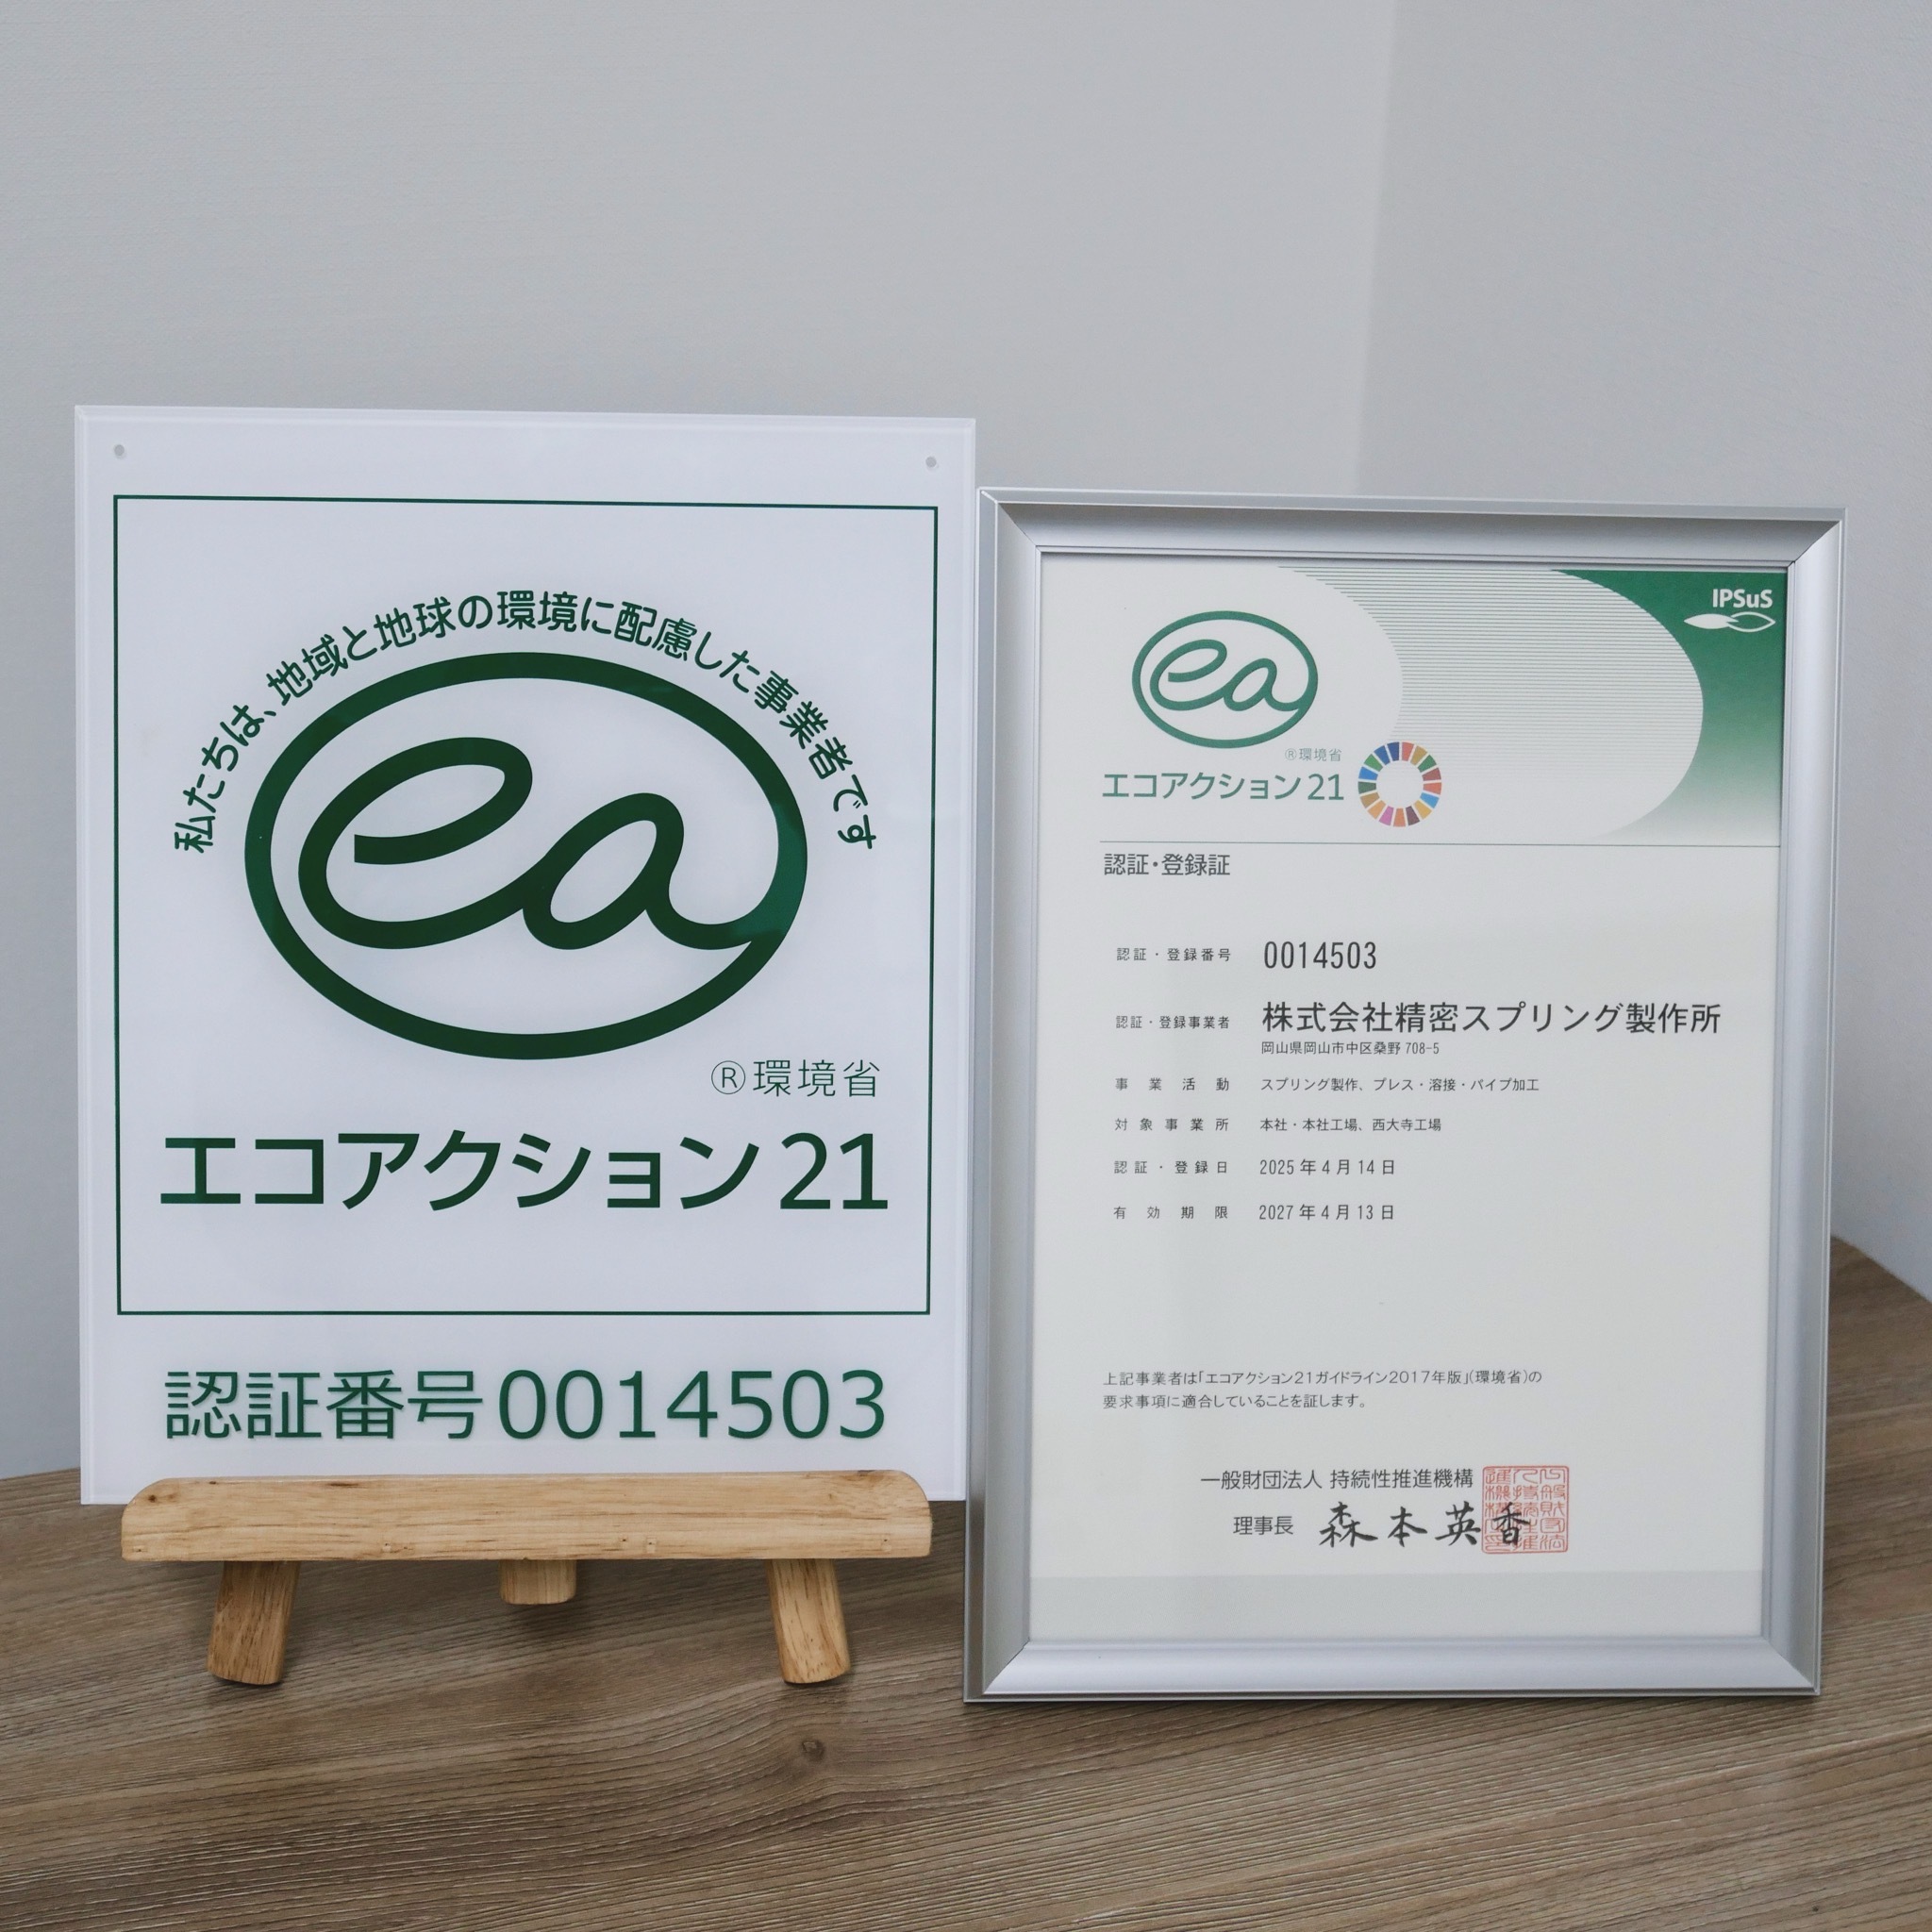 私たちは、地域と地球の環境に配慮した事業者です
ea
®環境省
エコアクション21
認証番号0014503
IPSuS
ea
®環境省
エコアクション21
認証・登録証
認証・登録番号 0014503
認証・登録事業者 株式会社精密スプリング製作所
岡山県岡山市中区桑野 708-5
事業活動 スプリング製作、プレス・溶接・パイプ加工
対象事業所 本社・本社工場、西大寺工場
認証・登録日 2025年4月14日
有効期限 2027年4月13日
上記事業者は「エコアクション21ガイドライン2017年版」(環境省)の
要求事項に適合していることを証します。
一般財団法人 持続性推進機構
理事長 森本英香